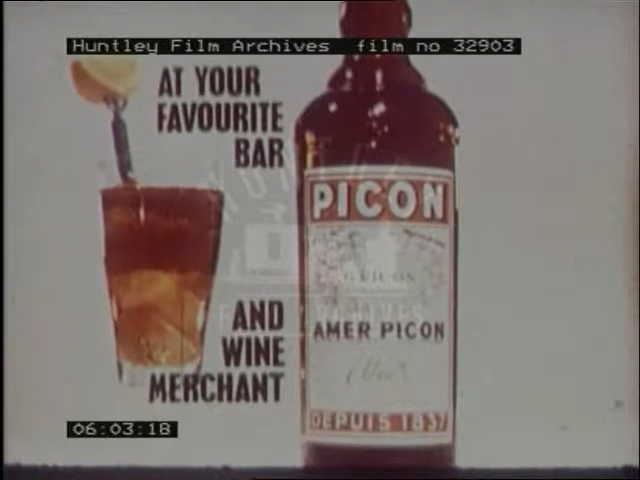 Huntley Film Archives film no 32903
AT YOUR
FAVOURITE
BAR
AND
WINE
MERCHANT
PICON
G. PICON
AMER PICON
DEPUIS 1837
06:03:18